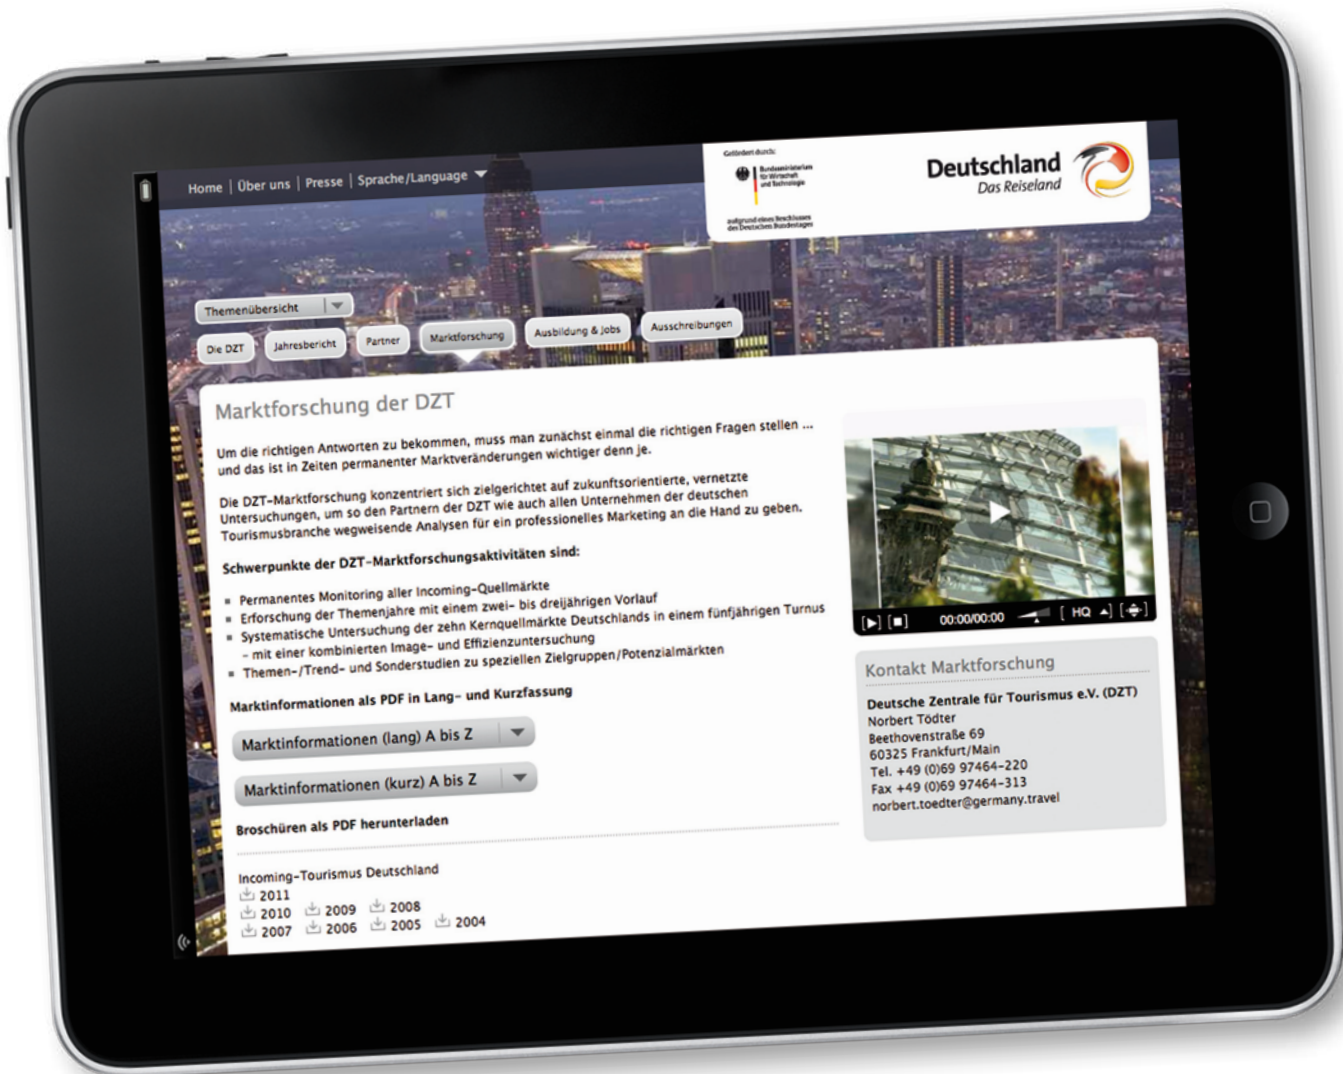 Home | Über uns | Presse | Sprache/Language
Gefördert durch:
Bundesministerium
für Wirtschaft
und Technologie
aufgrund eines Beschlusses
des Deutschen Bundestages
Deutschland
Das Reiseland
Themenübersicht
Die DZT
Jahresbericht
Partner
Marktforschung
Ausbildung & Jobs
Ausschreibungen
Marktforschung der DZT
Um die richtigen Antworten zu bekommen, muss man zunächst einmal die richtigen Fragen stellen ...
und das ist in Zeiten permanenter Marktveränderungen wichtiger denn je.
Die DZT-Marktforschung konzentriert sich zielgerichtet auf zukunftsorientierte, vernetzte
Untersuchungen, um so den Partnern der DZT wie auch allen Unternehmen der deutschen
Tourismusbranche wegweisende Analysen für ein professionelles Marketing an die Hand zu geben.
Schwerpunkte der DZT-Marktforschungsaktivitäten sind:
Permanentes Monitoring aller Incoming-Quellmärkte
Erforschung der Themenjahre mit einem zwei- bis dreijährigen Vorlauf
Systematische Untersuchung der zehn Kernquellmärkte Deutschlands in einem fünfjährigen Turnus
- mit einer kombinierten Image- und Effizienzuntersuchung
Themen-/Trend- und Sonderstudien zu speziellen Zielgruppen/Potenzialmärkten
Marktinformationen als PDF in Lang- und Kurzfassung
Marktinformationen (lang) A bis Z
Marktinformationen (kurz) A bis Z
Broschüren als PDF herunterladen
Incoming-Tourismus Deutschland
2011
2010 2009 2008
2007 2006 2005 2004
00:00/00:00 [ HQ ]
Kontakt Marktforschung
Deutsche Zentrale für Tourismus e.V. (DZT)
Norbert Tödter
Beethovenstraße 69
60325 Frankfurt/Main
Tel. +49 (0)69 97464-220
Fax +49 (0)69 97464-313
norbert.toedter@germany.travel